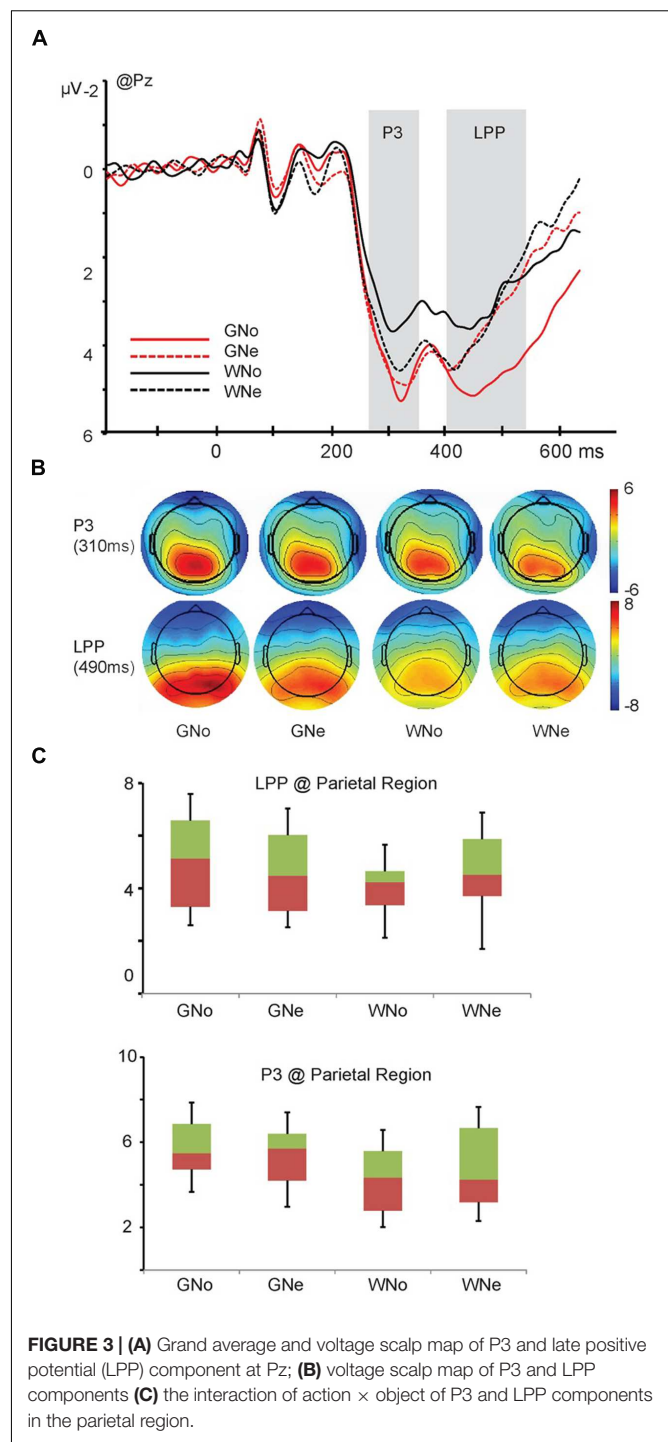 A
µV-2
@Pz
P3
LPP
0
2
4
6
GNo
GNe
WNo
WNe
0
200
400
600 ms
B
P3
(310ms)
6
-6
LPP
(490ms)
8
-8
GNo
GNe
WNo
WNe
C
LPP @ Parietal Region
8
4
0
GNo
GNe
WNo
WNe
P3 @ Parietal Region
10
6
2
GNo
GNe
WNo
WNe
FIGURE 3 | (A) Grand average and voltage scalp map of P3 and late positive
potential (LPP) component at Pz; (B) voltage scalp map of P3 and LPP
components (C) the interaction of action × object of P3 and LPP components
in the parietal region.